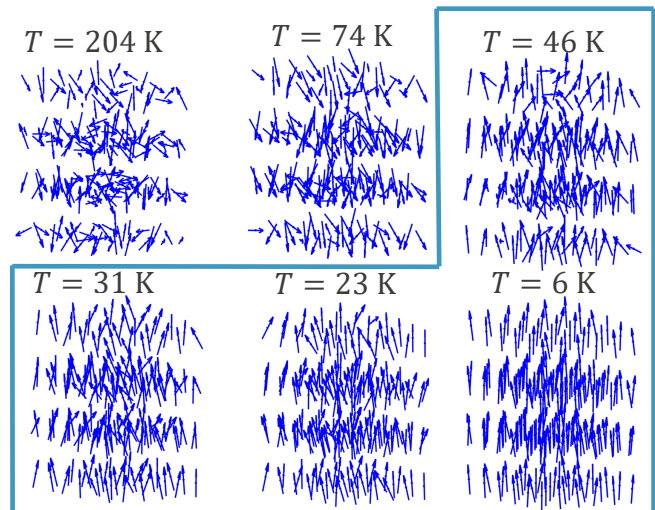 T = 204 K
T = 74 K
T = 46 K
T = 31 K
T = 23 K
T = 6 K